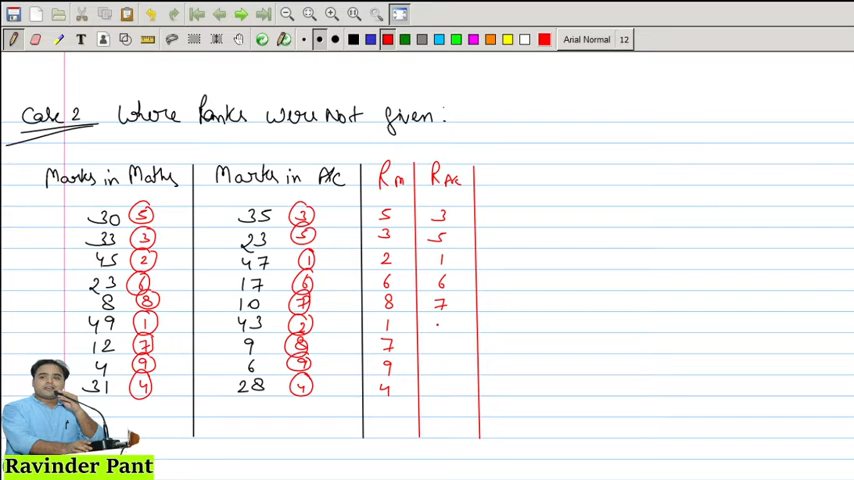 Arial Normal 12
Case 2 Where Ranks Were Not given:
Marks in Maths Marks in A/c RM RA/c
30 5 35 3 5 3
33 3 23 5 3 5
45 2 47 1 2 1
23 6 17 6 6 6
8 8 10 7 8 7
49 1 43 2 1
12 7 9 8 7
4 9 6 9 9
31 4 28 4 4
Ravinder Pant